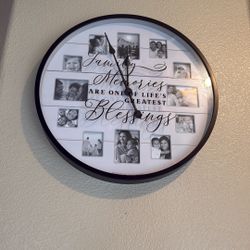 Family
Memories
ARE ONE OF LIFE'S
GREATEST
Blessings